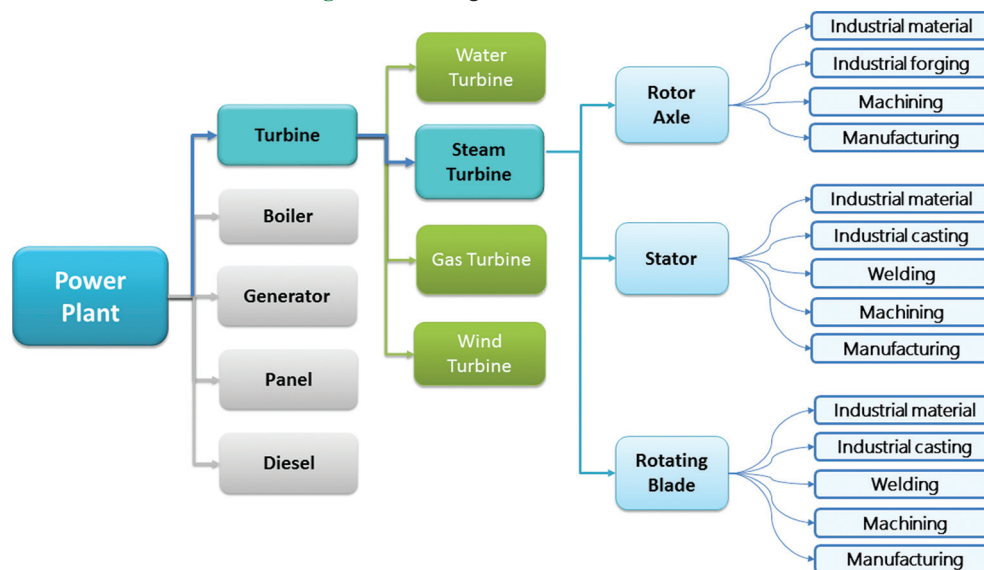 Power
Plant
Turbine
Boiler
Generator
Panel
Diesel
Water
Turbine
Steam
Turbine
Gas Turbine
Wind
Turbine
Rotor
Axle
Industrial material
Industrial forging
Machining
Manufacturing
Stator
Industrial material
Industrial casting
Welding
Machining
Manufacturing
Rotating
Blade
Industrial material
Industrial casting
Welding
Machining
Manufacturing